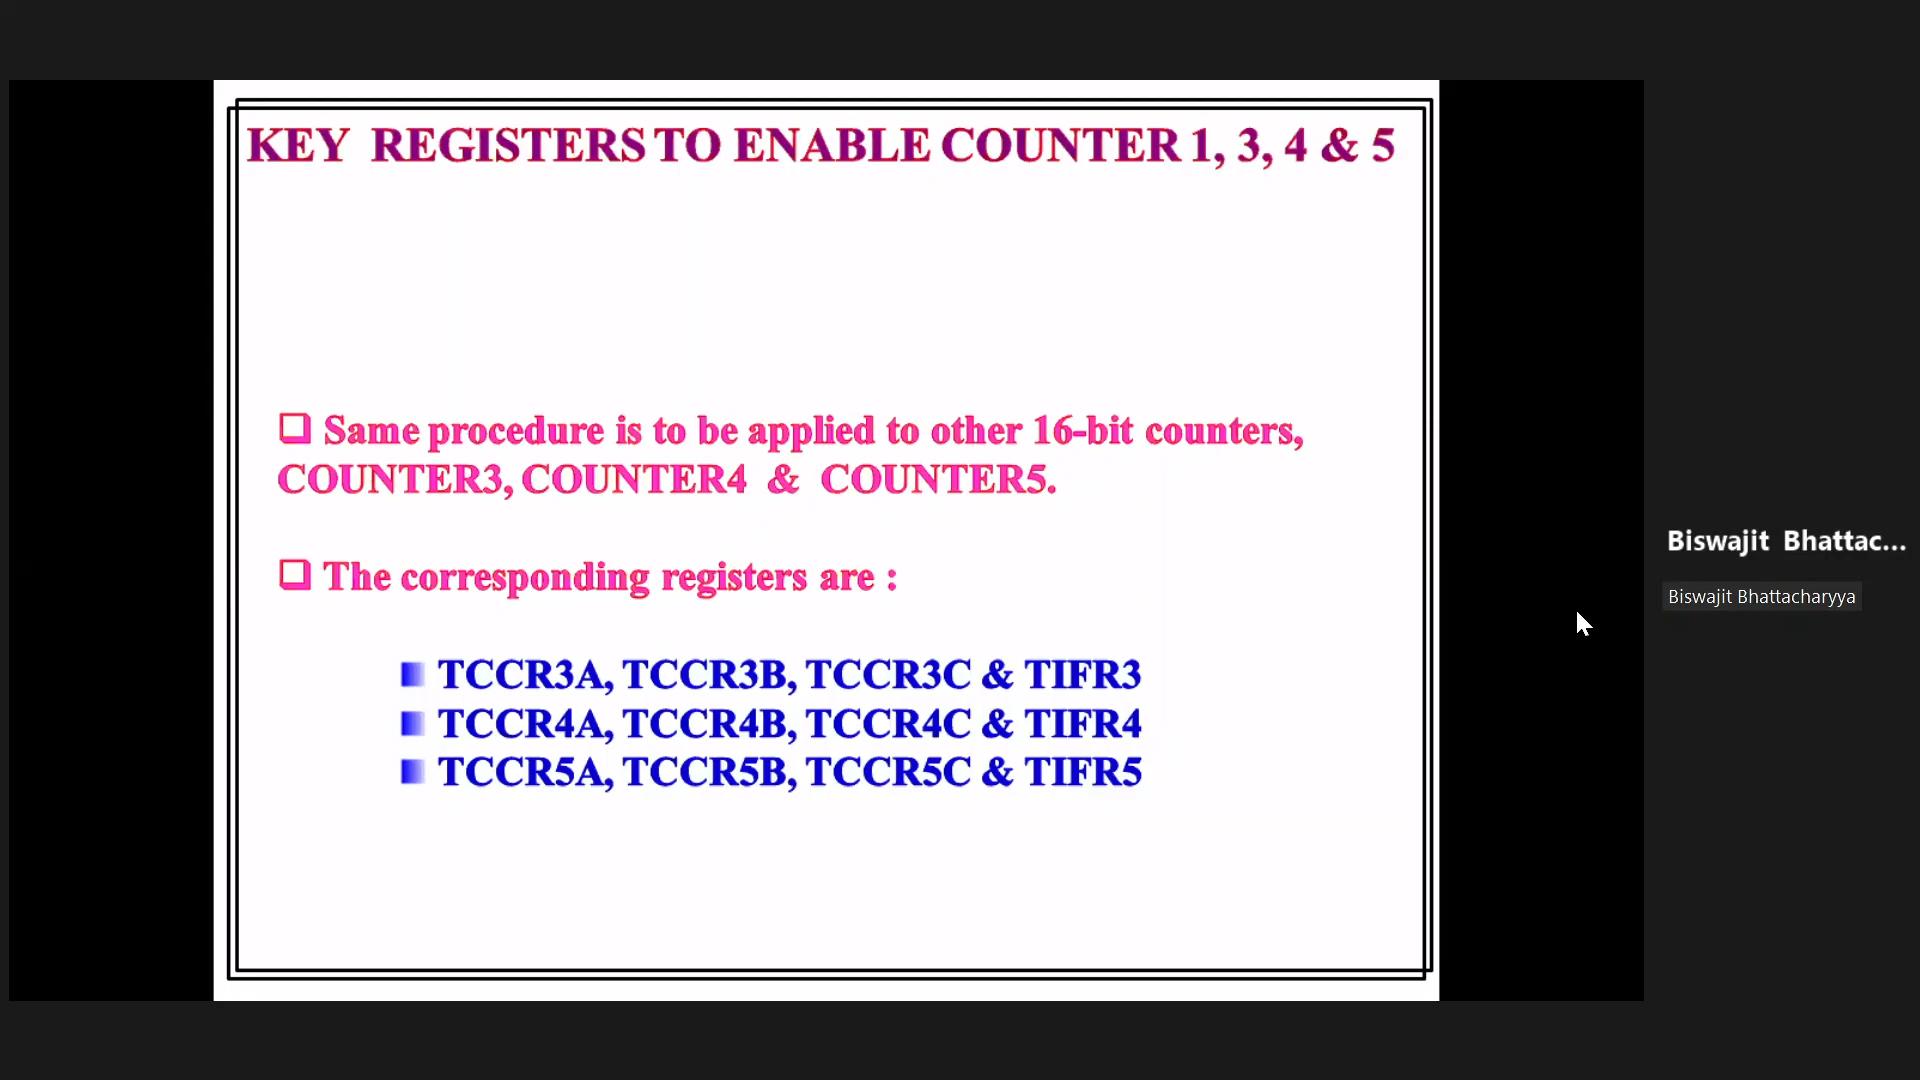 KEY REGISTERS TO ENABLE COUNTER 1, 3, 4 & 5
❑ Same procedure is to be applied to other 16-bit counters,
COUNTER3, COUNTER4 & COUNTER5.
❑ The corresponding registers are :
■ TCCR3A, TCCR3B, TCCR3C & TIFR3
■ TCCR4A, TCCR4B, TCCR4C & TIFR4
■ TCCR5A, TCCR5B, TCCR5C & TIFR5
Biswajit Bhattac...
Biswajit Bhattacharyya